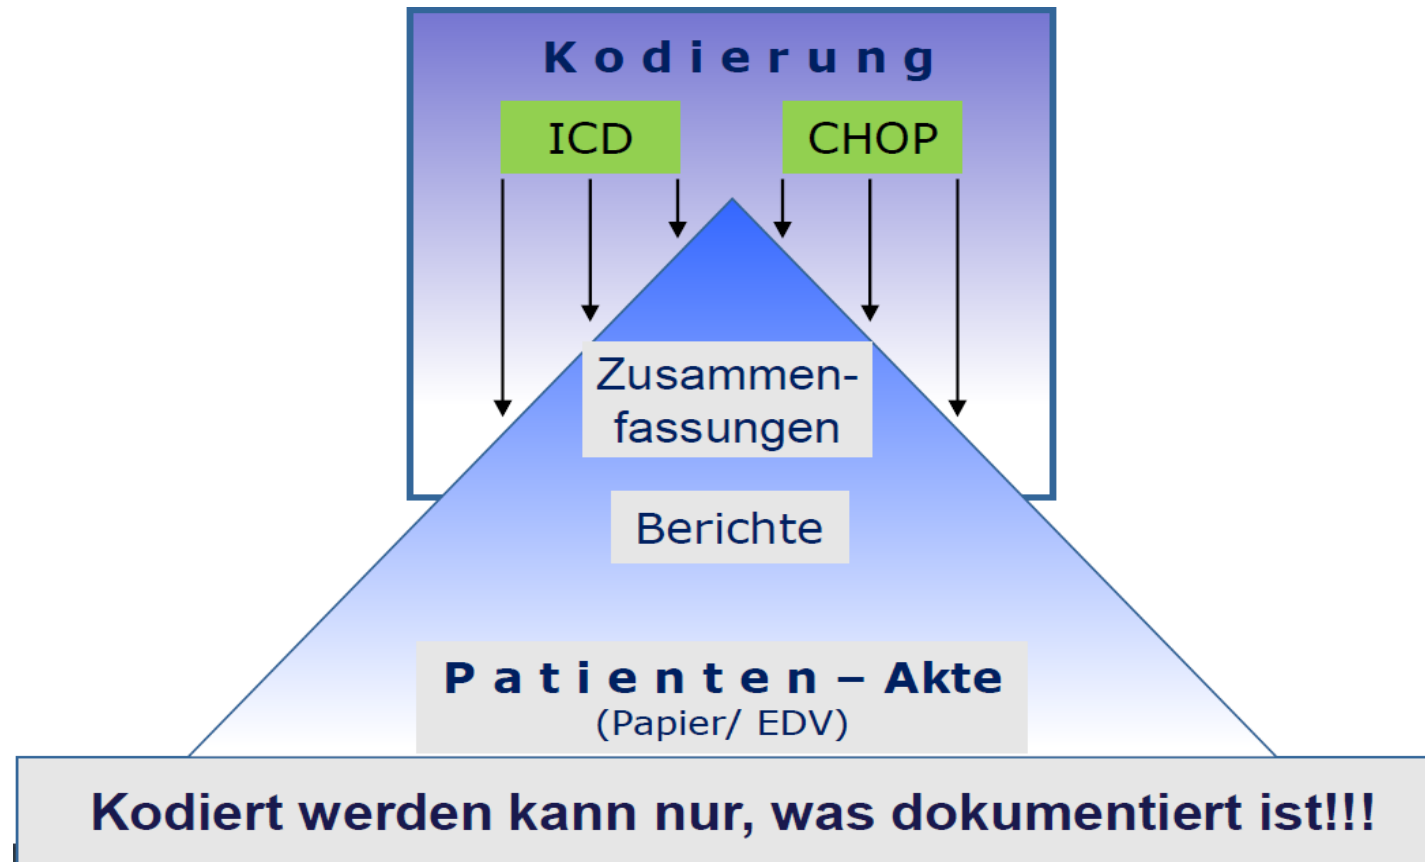 Kodierung
ICD
CHOP
Zusammen-
fassungen
Berichte
Patienten – Akte
(Papier/ EDV)
Kodiert werden kann nur, was dokumentiert ist!!!